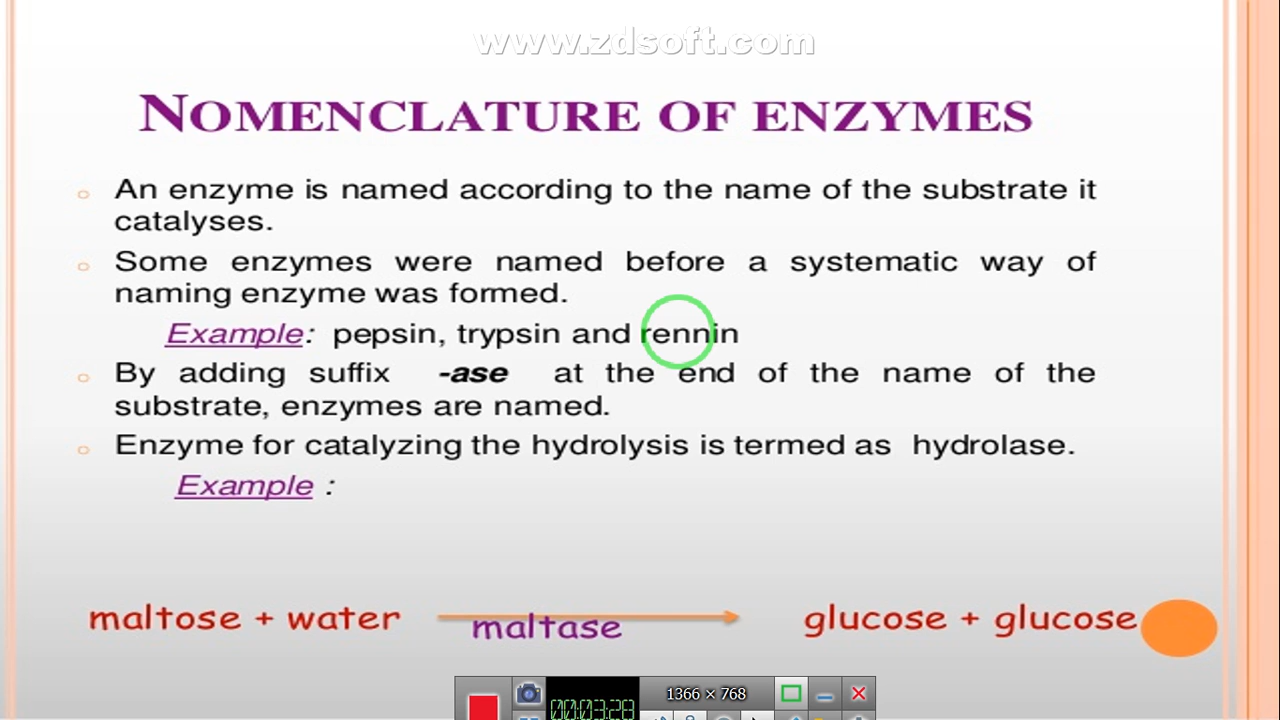 www.zdsoft.com
NOMENCLATURE OF ENZYMES
An enzyme is named according to the name of the substrate it
catalyses.
Some enzymes were named before a systematic way of
naming enzyme was formed.
Example: pepsin, trypsin and rennin
By adding suffix -ase at the end of the name of the
substrate, enzymes are named.
Enzyme for catalyzing the hydrolysis is termed as hydrolase.
Example :
maltose + water maltase glucose + glucose
00:03:28 1366 × 768